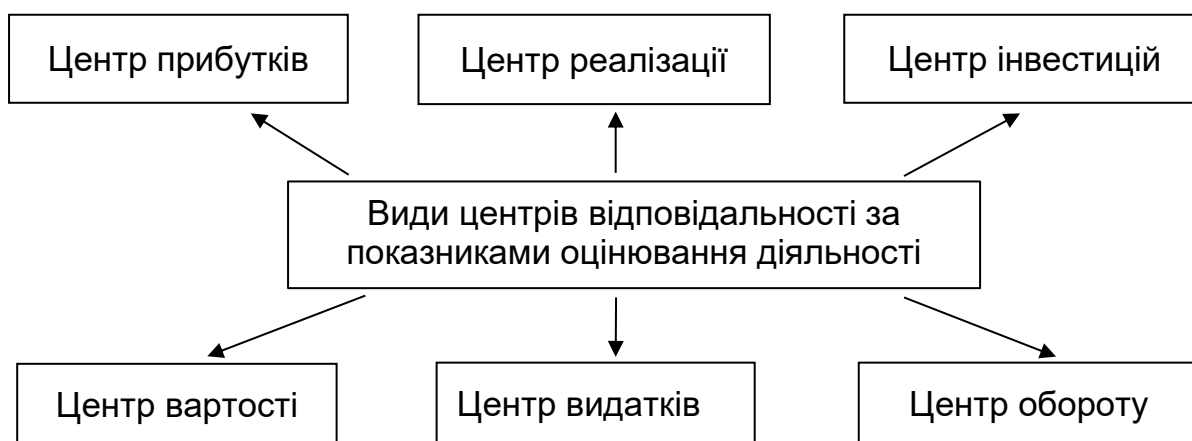 Центр прибутків
Центр реалізації
Центр інвестицій
Види центрів відповідальності за
показниками оцінювання діяльності
Центр вартості
Центр видатків
Центр обороту